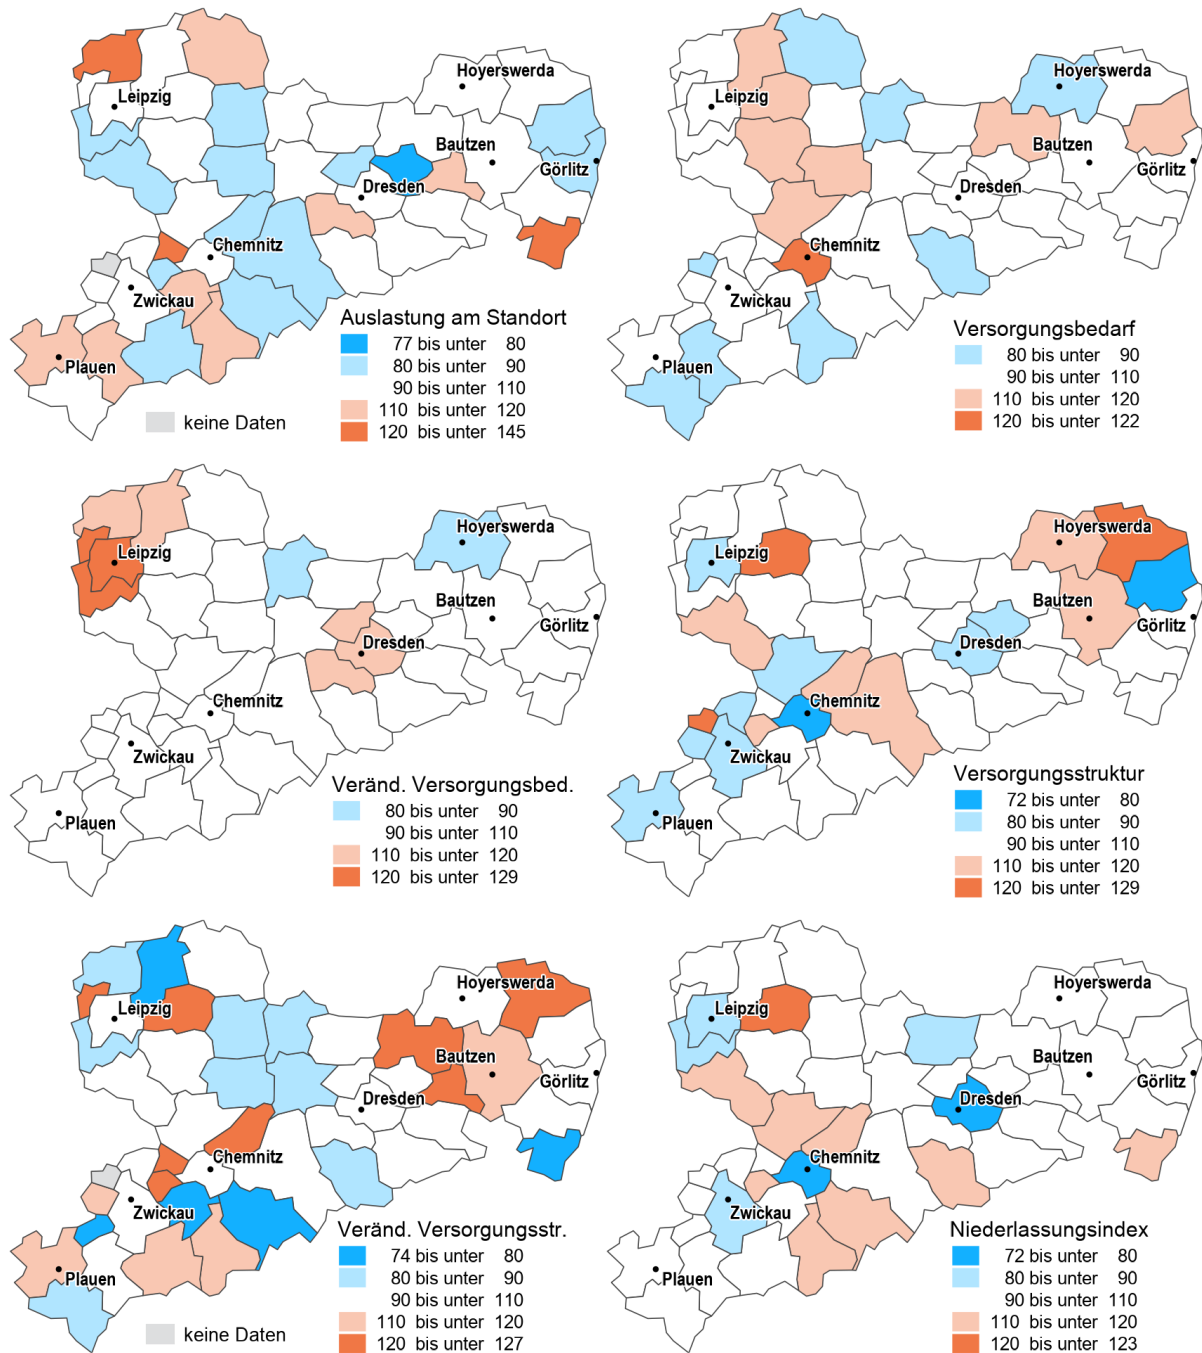 Hoyerswerda
Leipzig
Bautzen
Görlitz
Dresden
Chemnitz
Zwickau
Plauen
Auslastung am Standort
77 bis unter 80
80 bis unter 90
90 bis unter 110
110 bis unter 120
120 bis unter 145
keine Daten
Hoyerswerda
Leipzig
Bautzen
Görlitz
Dresden
Chemnitz
Zwickau
Plauen
Versorgungsbedarf
80 bis unter 90
90 bis unter 110
110 bis unter 120
120 bis unter 122
Hoyerswerda
Leipzig
Bautzen
Görlitz
Dresden
Chemnitz
Zwickau
Plauen
Veränd. Versorgungsbed.
80 bis unter 90
90 bis unter 110
110 bis unter 120
120 bis unter 129
Hoyerswerda
Leipzig
Bautzen
Görlitz
Dresden
Chemnitz
Zwickau
Plauen
Versorgungsstruktur
72 bis unter 80
80 bis unter 90
90 bis unter 110
110 bis unter 120
120 bis unter 129
Hoyerswerda
Leipzig
Bautzen
Görlitz
Dresden
Chemnitz
Zwickau
Plauen
Veränd. Versorgungsstr.
74 bis unter 80
80 bis unter 90
90 bis unter 110
110 bis unter 120
120 bis unter 127
keine Daten
Hoyerswerda
Leipzig
Bautzen
Görlitz
Dresden
Chemnitz
Zwickau
Plauen
Niederlassungsindex
72 bis unter 80
80 bis unter 90
90 bis unter 110
110 bis unter 120
120 bis unter 123